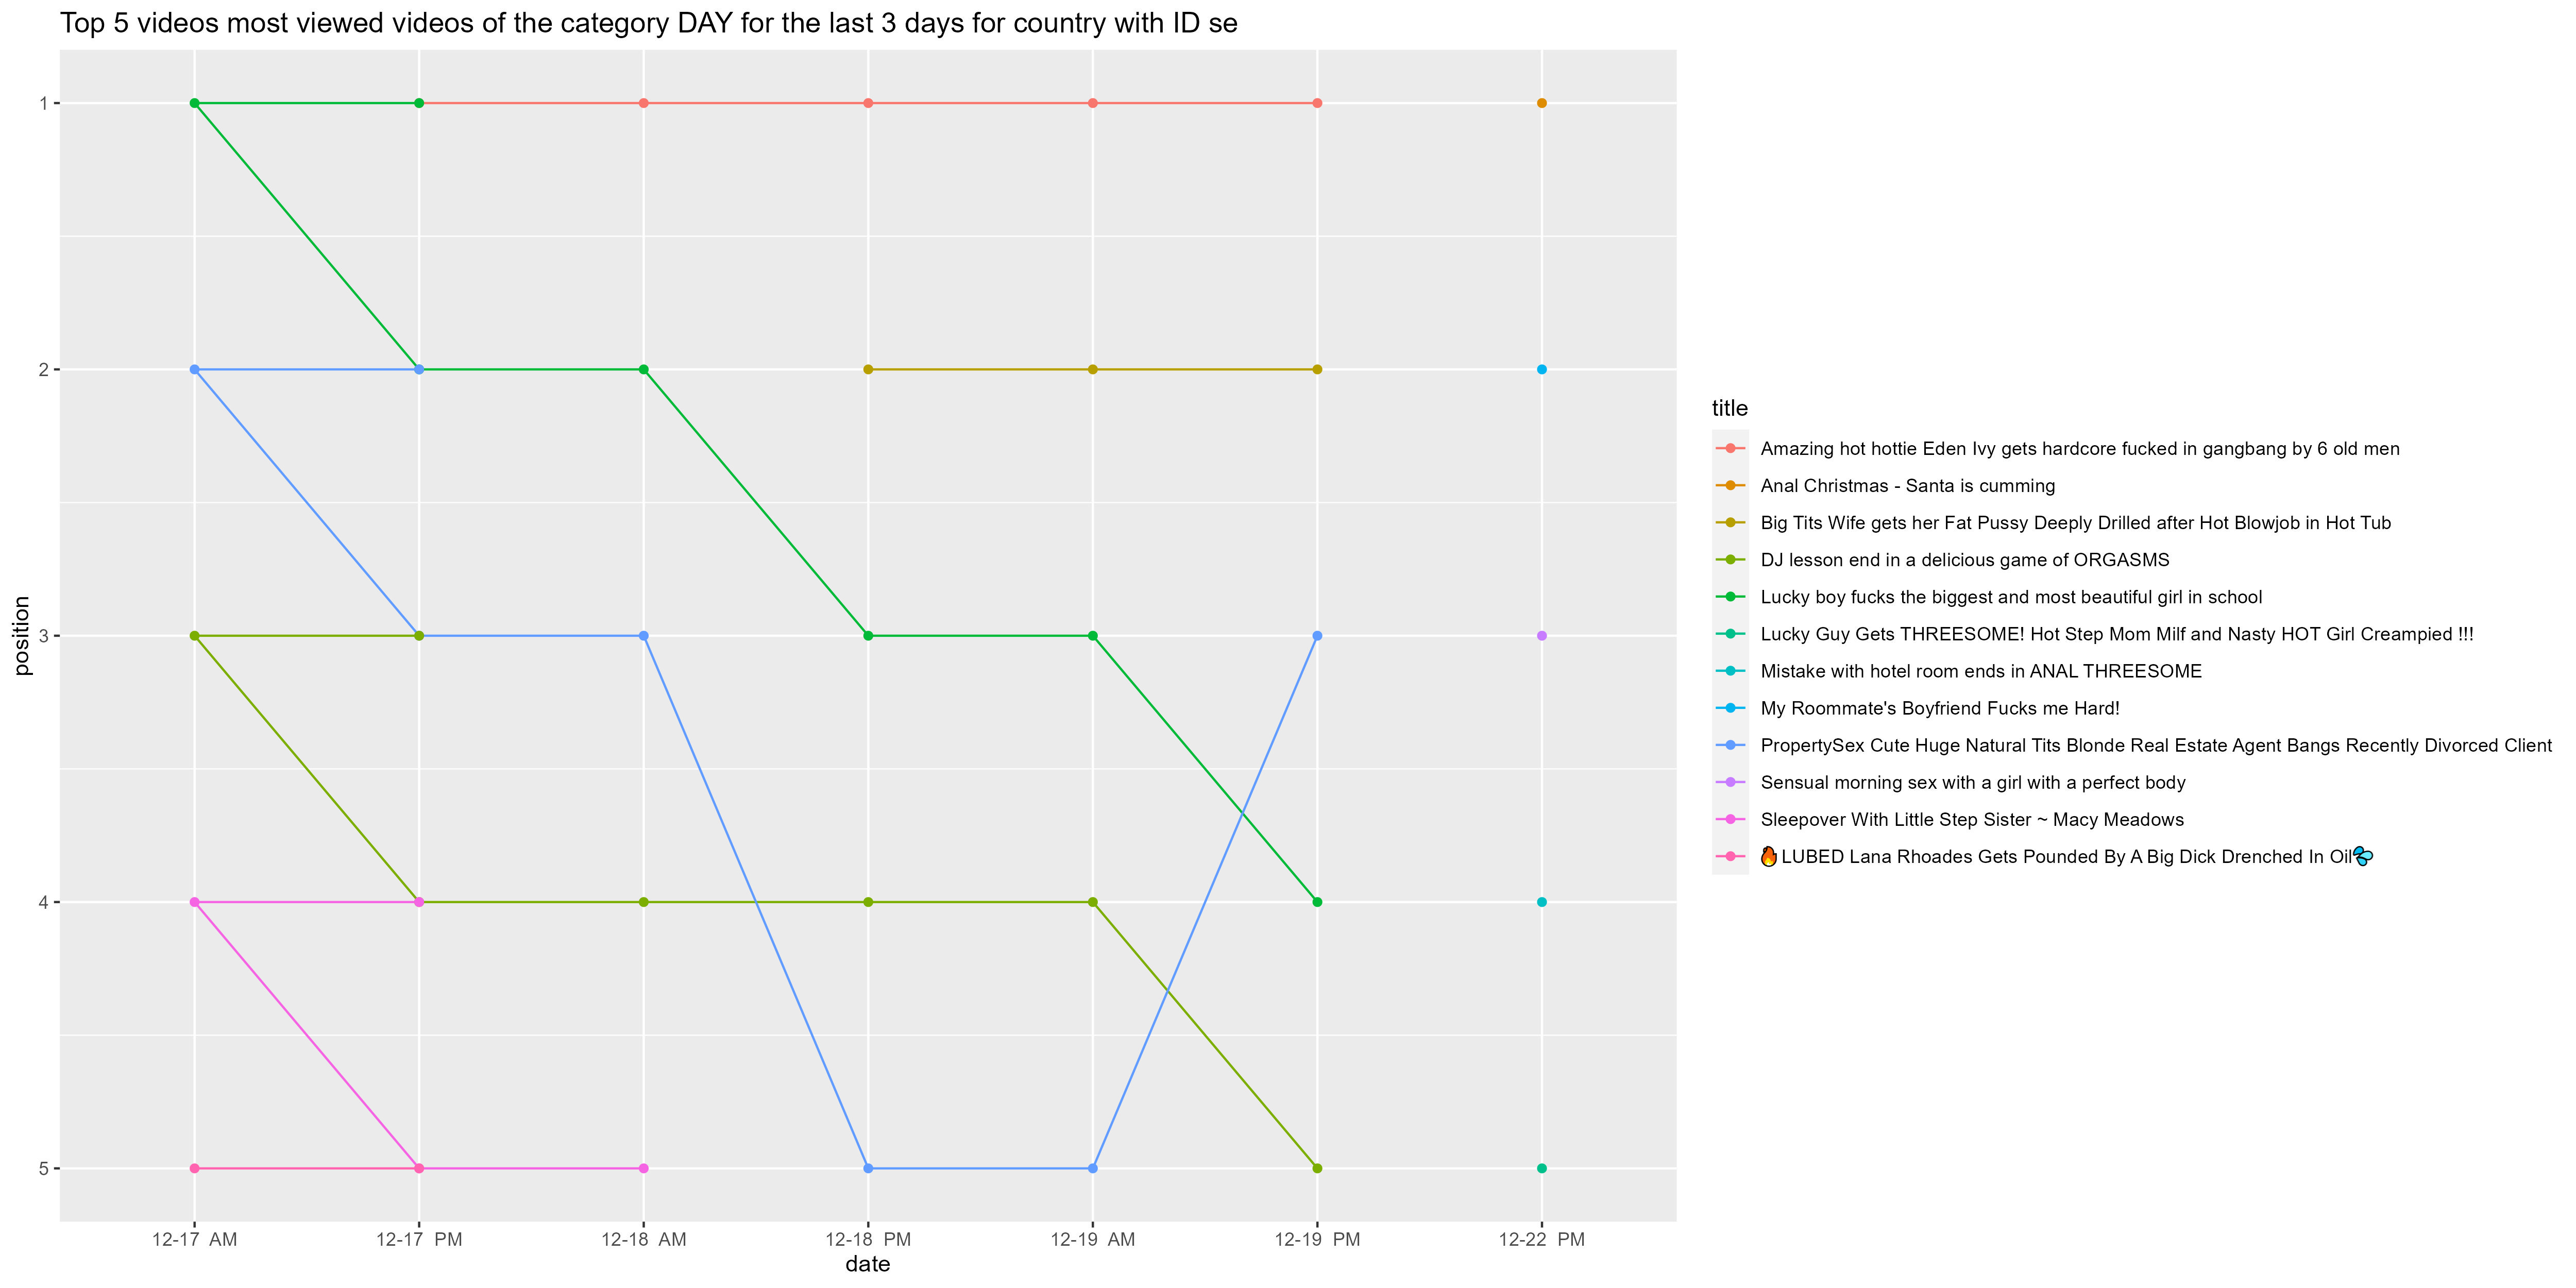 Top 5 videos most viewed videos of the category DAY for the last 3 days for country with ID se
position
1
2
3
4
5
12-17 AM
12-17 PM
12-18 AM
12-18 PM
12-19 AM
12-19 PM
12-22 PM
date
title
Amazing hot hottie Eden Ivy gets hardcore fucked in gangbang by 6 old men
Anal Christmas - Santa is cumming
Big Tits Wife gets her Fat Pussy Deeply Drilled after Hot Blowjob in Hot Tub
DJ lesson end in a delicious game of ORGASMS
Lucky boy fucks the biggest and most beautiful girl in school
Lucky Guy Gets THREESOME! Hot Step Mom Milf and Nasty HOT Girl Creampied !!!
Mistake with hotel room ends in ANAL THREESOME
My Roommate's Boyfriend Fucks me Hard!
PropertySex Cute Huge Natural Tits Blonde Real Estate Agent Bangs Recently Divorced Client
Sensual morning sex with a girl with a perfect body
Sleepover With Little Step Sister ~ Macy Meadows
🔥LUBED Lana Rhoades Gets Pounded By A Big Dick Drenched In Oil💦